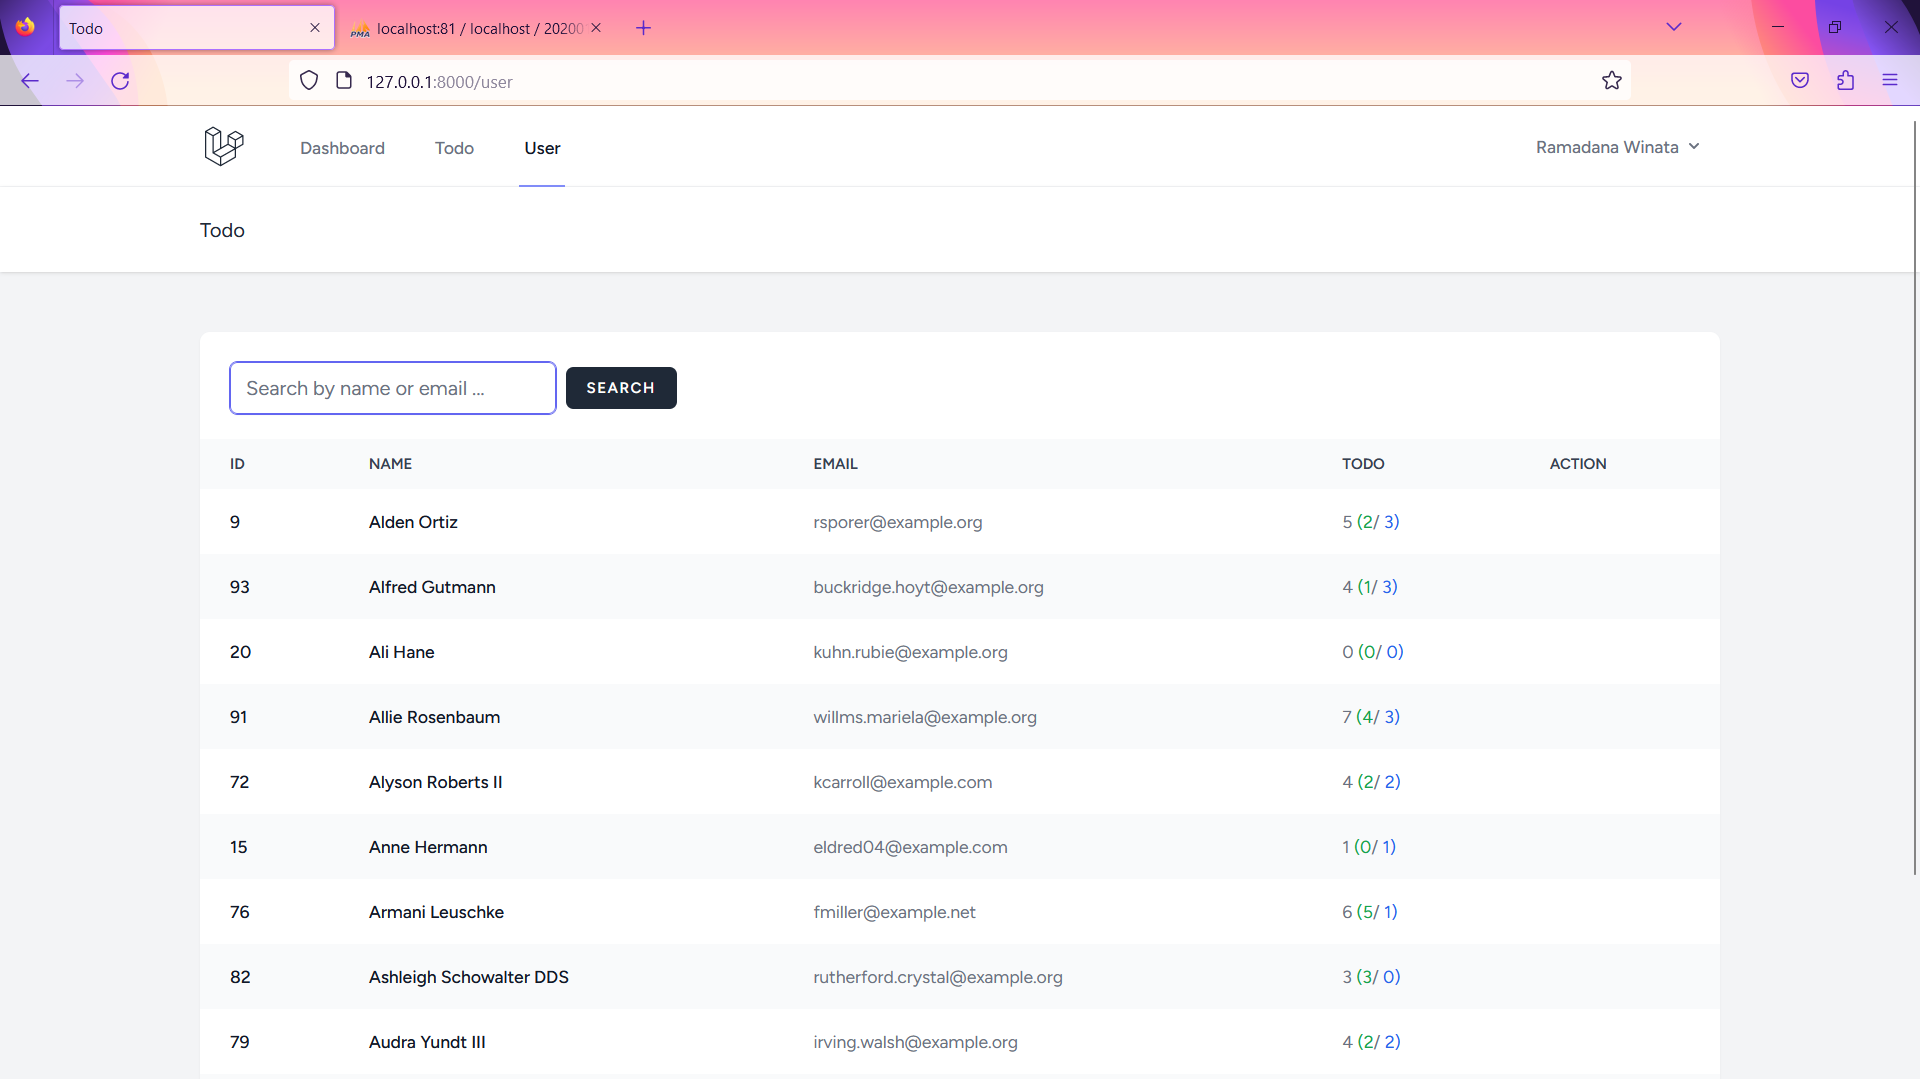 Todo
PMA localhost:81 / localhost / 20200
127.0.0.1:8000/user
Dashboard Todo User Ramadana Winata
Todo
Search by name or email ... SEARCH
ID NAME EMAIL TODO ACTION
9 Alden Ortiz rsporer@example.org 5 (2/ 3)
93 Alfred Gutmann buckridge.hoyt@example.org 4 (1/ 3)
20 Ali Hane kuhn.rubie@example.org 0 (0/ 0)
91 Allie Rosenbaum willms.mariela@example.org 7 (4/ 3)
72 Alyson Roberts II kcarroll@example.com 4 (2/ 2)
15 Anne Hermann eldred04@example.com 1 (0/ 1)
76 Armani Leuschke fmiller@example.net 6 (5/ 1)
82 Ashleigh Schowalter DDS rutherford.crystal@example.org 3 (3/ 0)
79 Audra Yundt III irving.walsh@example.org 4 (2/ 2)